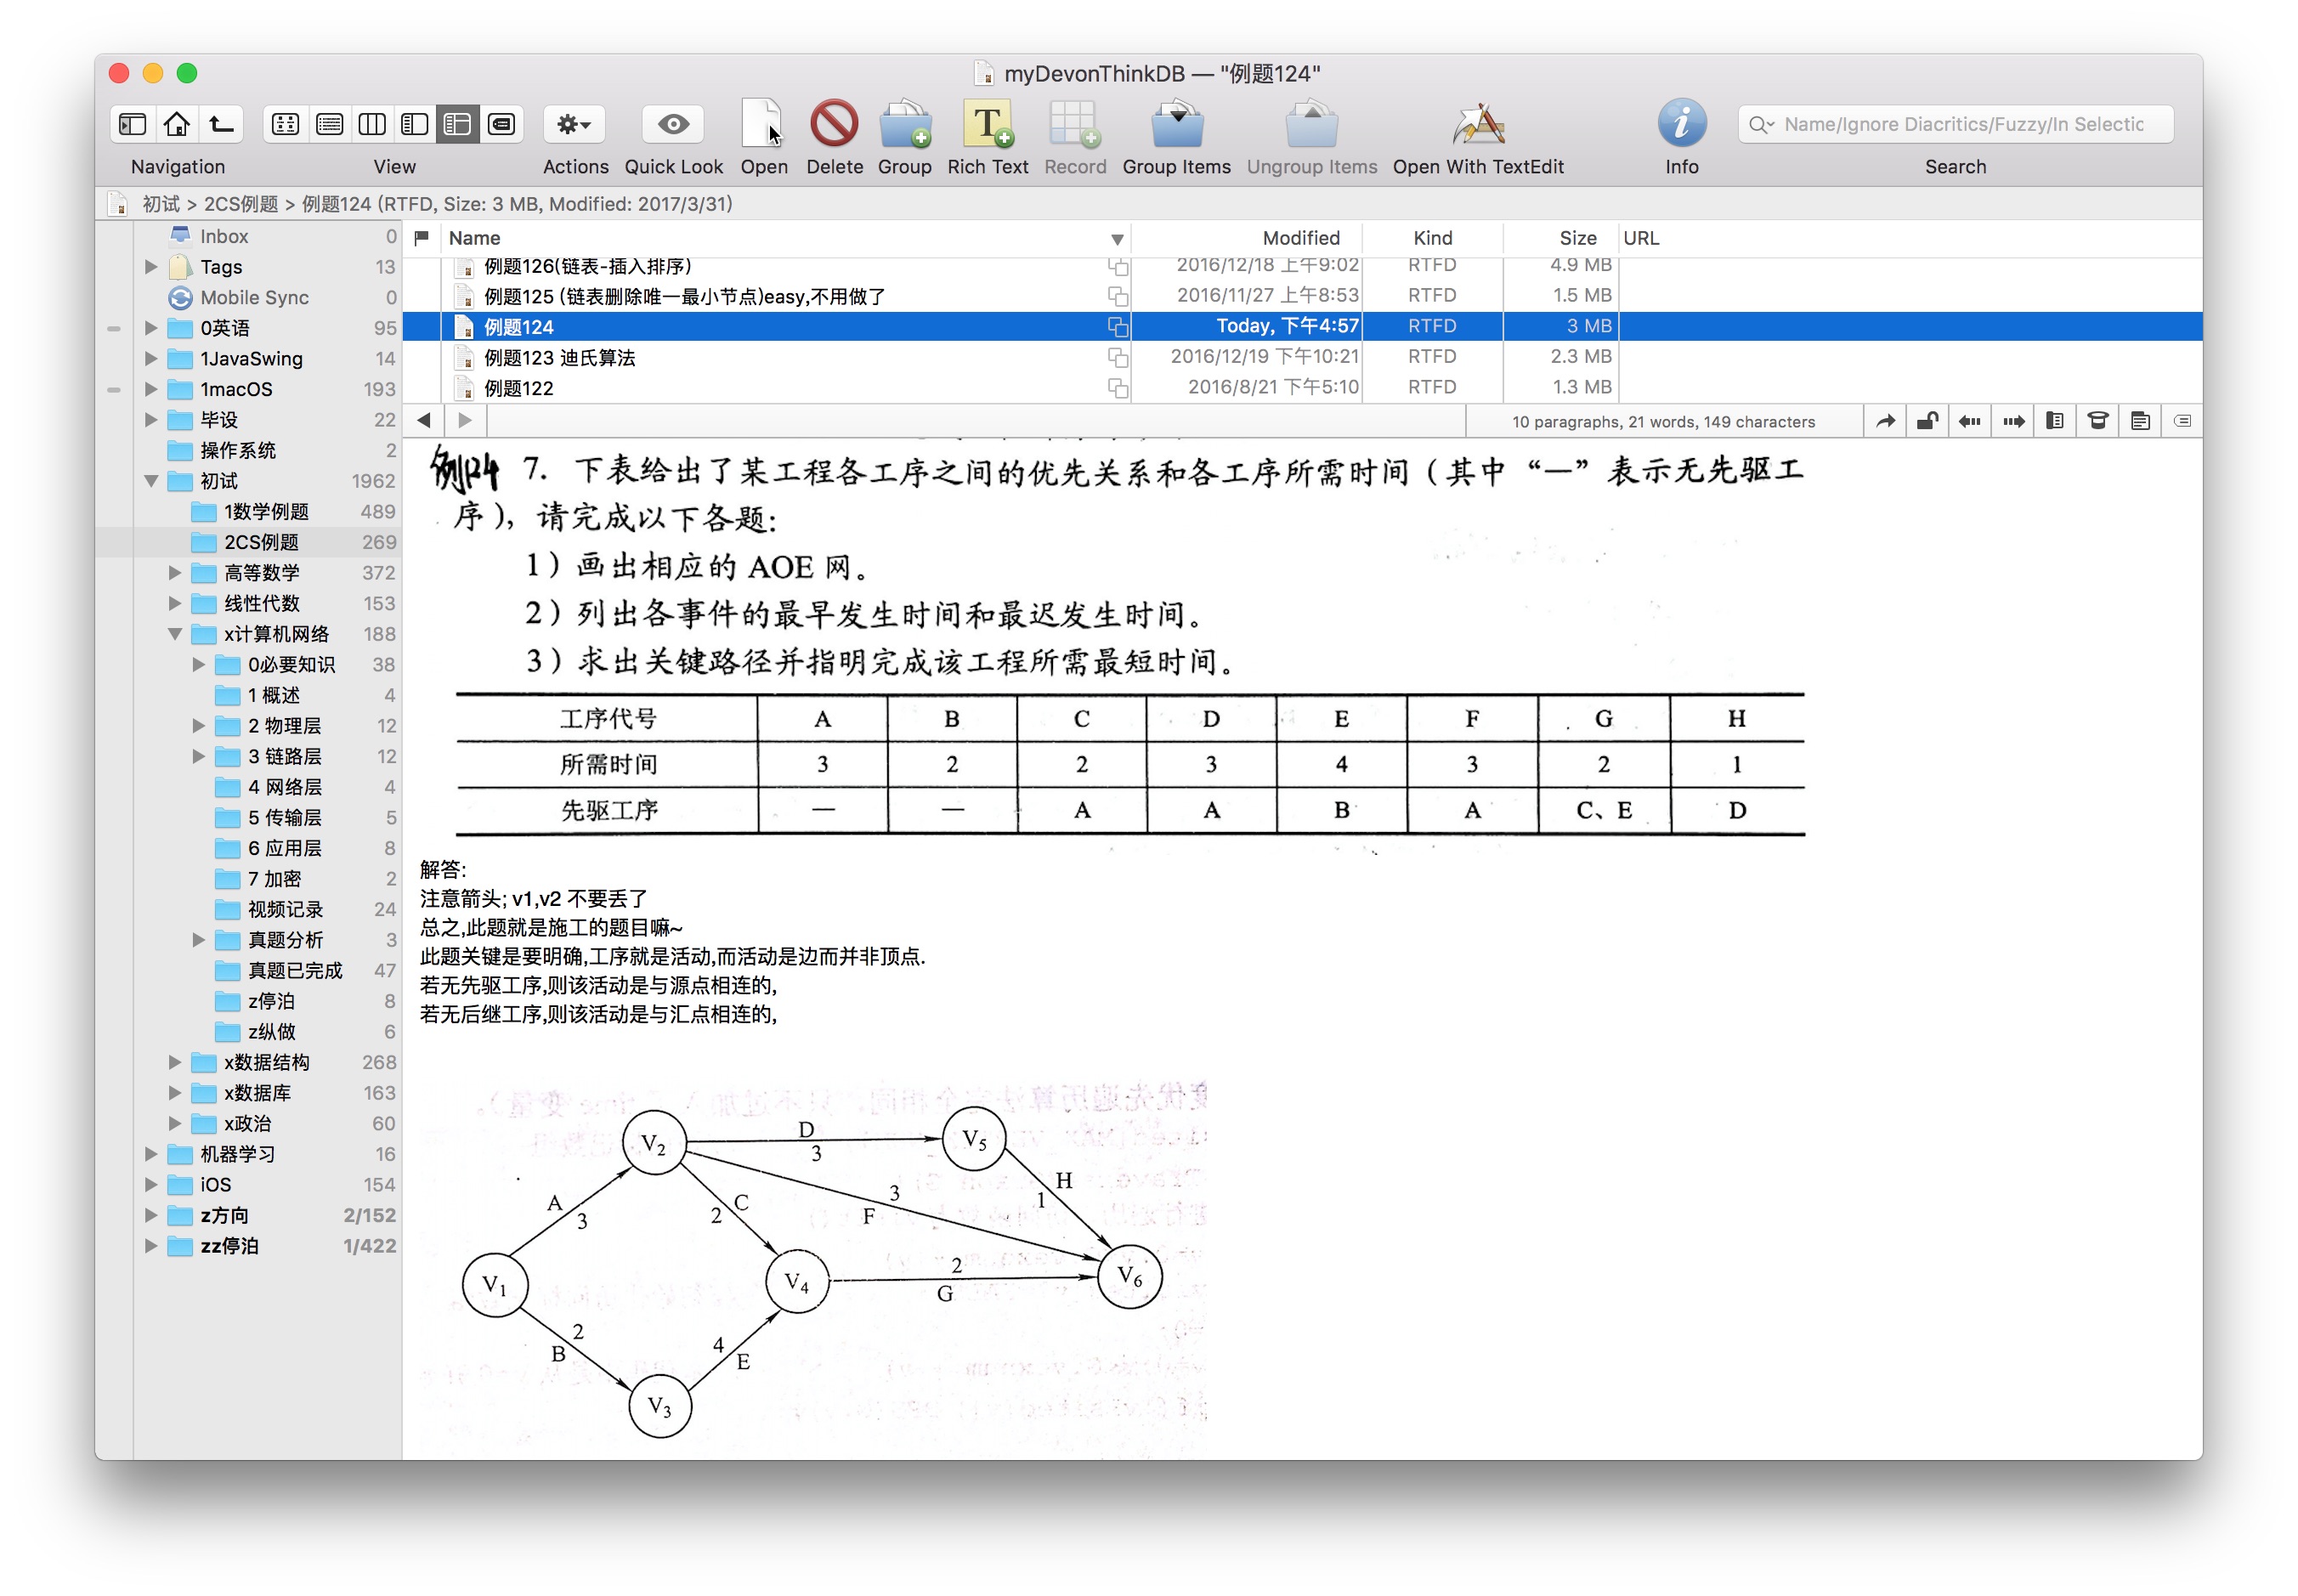 myDevonThinkDB — "例题124"
Navigation View Actions Quick Look Open Delete Group Rich Text Record Group Items Ungroup Items Open With TextEdit Info Search
Name/Ignore Diacritics/Fuzzy/In Selectic
初试 > 2CS例题 > 例题124 (RTFD, Size: 3 MB, Modified: 2017/3/31)
Inbox 0
Tags 13
Mobile Sync 0
0英语 95
1JavaSwing 14
1macOS 193
毕设 22
操作系统 2
初试 1962
1数学例题 489
2CS例题 269
高等数学 372
线性代数 153
x计算机网络 188
0必要知识 38
1 概述 4
2 物理层 12
3 链路层 12
4 网络层 4
5 传输层 5
6 应用层 8
7 加密 2
视频记录 24
真题分析 3
真题已完成 47
z停泊 8
z纵做 6
x数据结构 268
x数据库 163
x政治 60
机器学习 16
iOS 154
z方向 2/152
zz停泊 1/422
Name Modified Kind Size URL
例题126(链表-插入排序) 2016/12/18 上午9:02 RTFD 4.9 MB
例题125 (链表删除唯一最小节点)easy,不用做了 2016/11/27 上午8:53 RTFD 1.5 MB
例题124 Today, 下午4:57 RTFD 3 MB
例题123 迪氏算法 2016/12/19 下午10:21 RTFD 2.3 MB
例题122 2016/8/21 下午5:10 RTFD 1.3 MB
10 paragraphs, 21 words, 149 characters
例124 7. 下表给出了某工程各工序之间的优先关系和各工序所需时间（其中“—”表示无先驱工
序），请完成以下各题：
1）画出相应的 AOE 网。
2）列出各事件的最早发生时间和最迟发生时间。
3）求出关键路径并指明完成该工程所需最短时间。
工序代号 A B C D E F G H
所需时间 3 2 2 3 4 3 2 1
先驱工序 — — A A B A C、E D
解答:
注意箭头; v1,v2 不要丢了
总之,此题就是施工的题目嘛~
此题关键是要明确,工序就是活动,而活动是边而并非顶点.
若无先驱工序,则该活动是与源点相连的,
若无后继工序,则该活动是与汇点相连的,
V2 D 3 V5
A 3 C 2 3 F H 1
V1 V4 2 G V6
2 B 4 E
V3